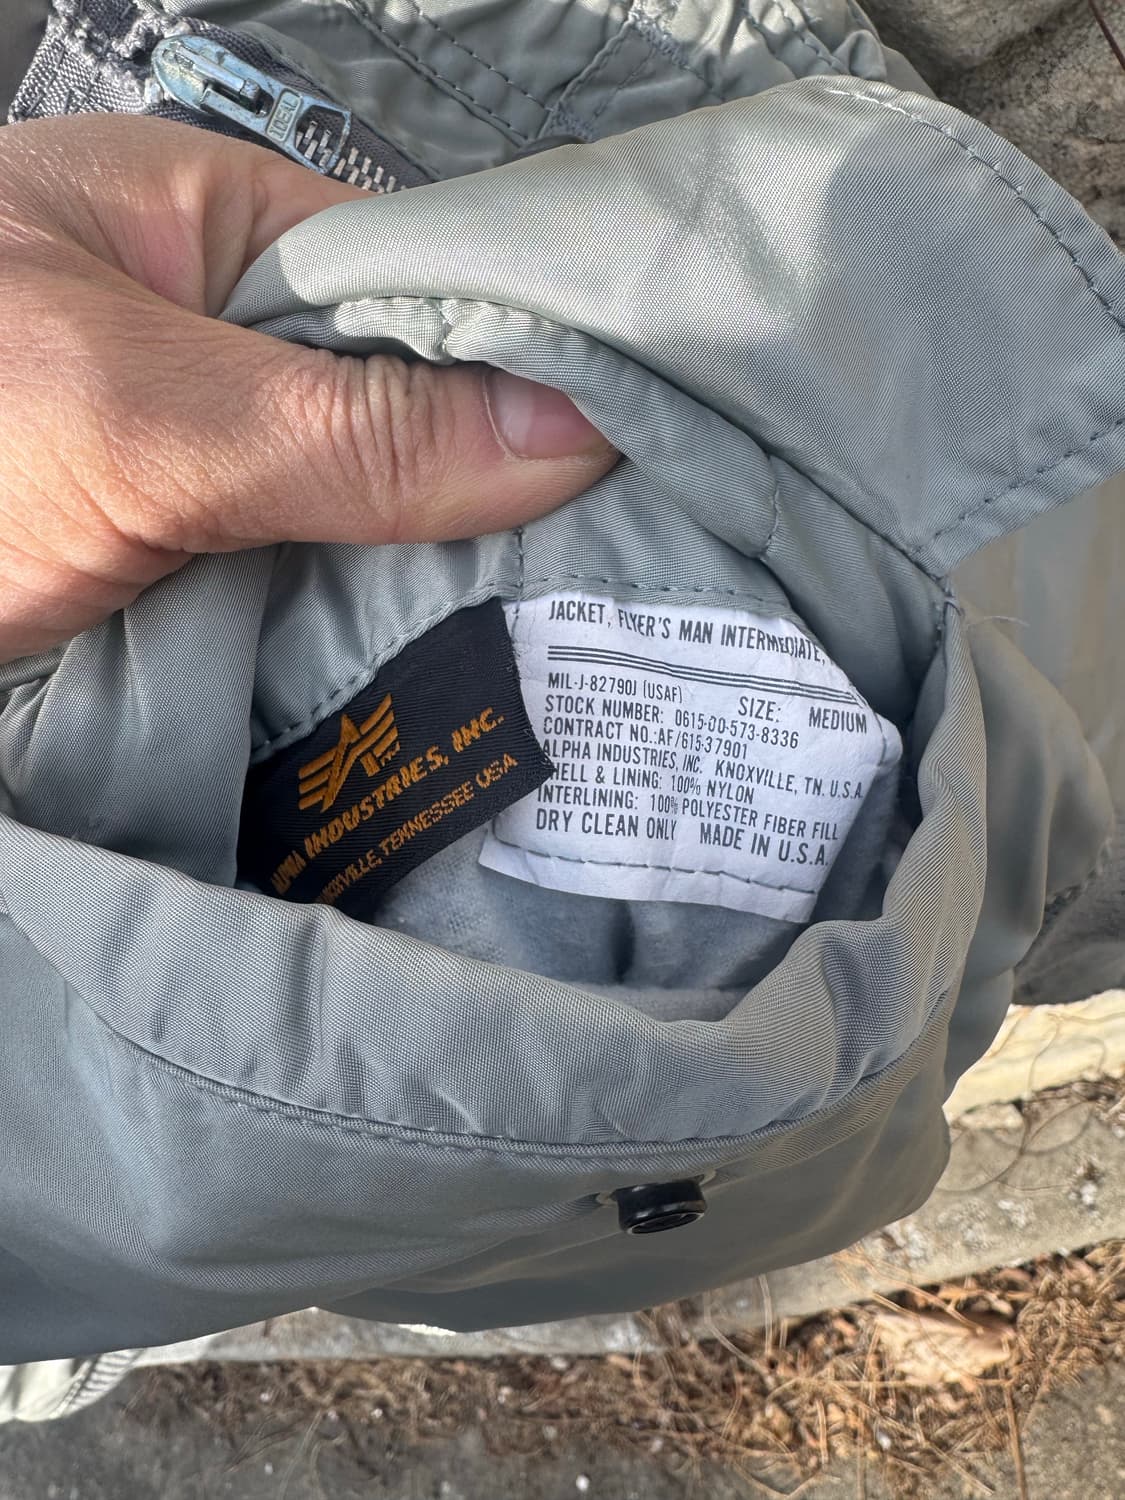 IDEAL
JACKET, FLYER'S MAN INTERMEDIATE,
MIL-J-8279OJ (USAF)
SIZE: MEDIUM
STOCK NUMBER: 0615-00-573-8336
CONTRACT NO.:AF/615-37901
ALPHA INDUSTRIES, INC. KNOXVILLE, TN. U.S.A.
SHELL & LINING: 100% NYLON
INTERLINING: 100% POLYESTER FIBER FILL
DRY CLEAN ONLY MADE IN U.S.A.
ALPHA INDUSTRIES, INC.
KNOXVILLE, TENNESSEE USA